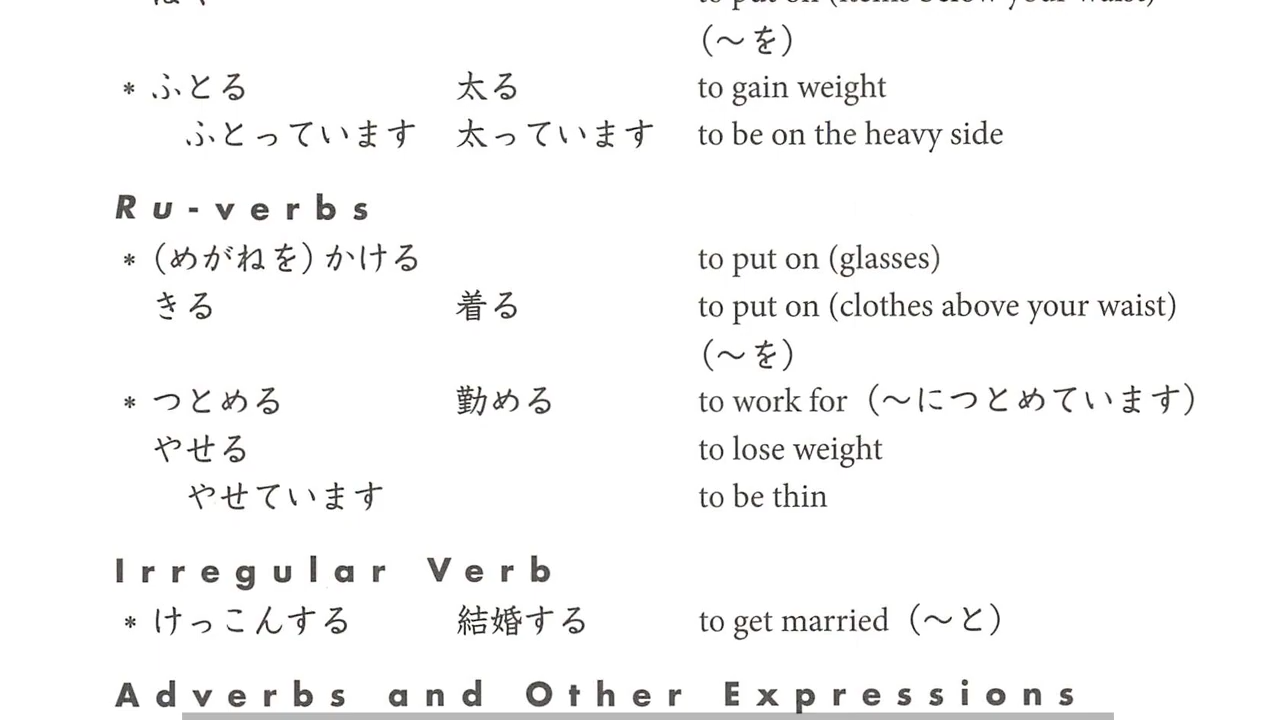 (～を)
* ふとる 太る to gain weight
ふとっています 太っています to be on the heavy side
Ru-verbs
* (めがねを) かける to put on (glasses)
きる 着る to put on (clothes above your waist)
(～を)
* つとめる 勤める to work for (～につとめています)
やせる to lose weight
やせています to be thin
Irregular Verb
* けっこんする 結婚する to get married (～と)
Adverbs and Other Expressions